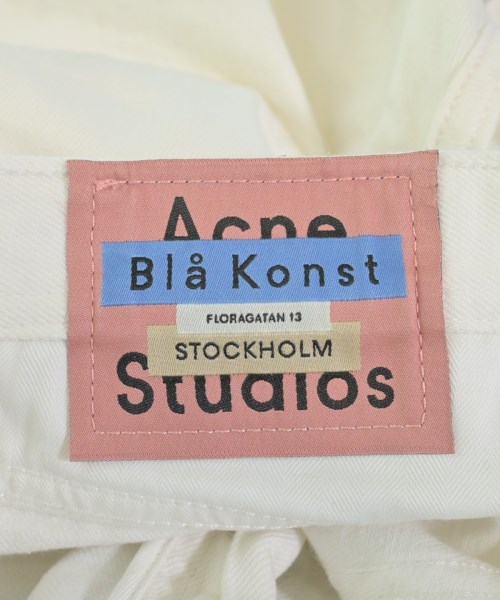 Acne
Blå Konst
FLORAGATAN 13
STOCKHOLM
Studios